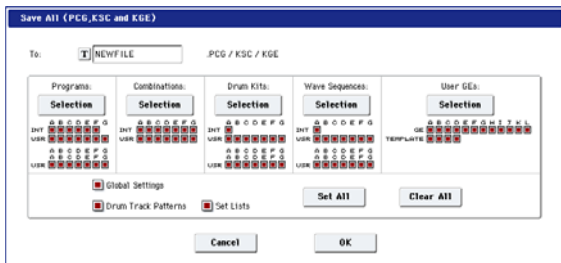 Save All (PCG,KSC and KGE)
To: T NEWFILE .PCG / KSC / KGE
Programs: Combinations: Drum Kits: Wave Sequences: User GEs:
Selection Selection Selection Selection Selection
A B C D E F G A B C D E F G A B C D E F G A B C D E F G A B C D E F G H I J K L
INT INT INT INT GE
USR USR USR TEMPLATE
A B C D E F G A B C D E F G A B C D E F G A B C D E F G
A B C D E F G A B C D E F G A B C D E F G
USR USR USR USR
Global Settings
Drum Track Patterns Set Lists Set All Clear All
Cancel OK